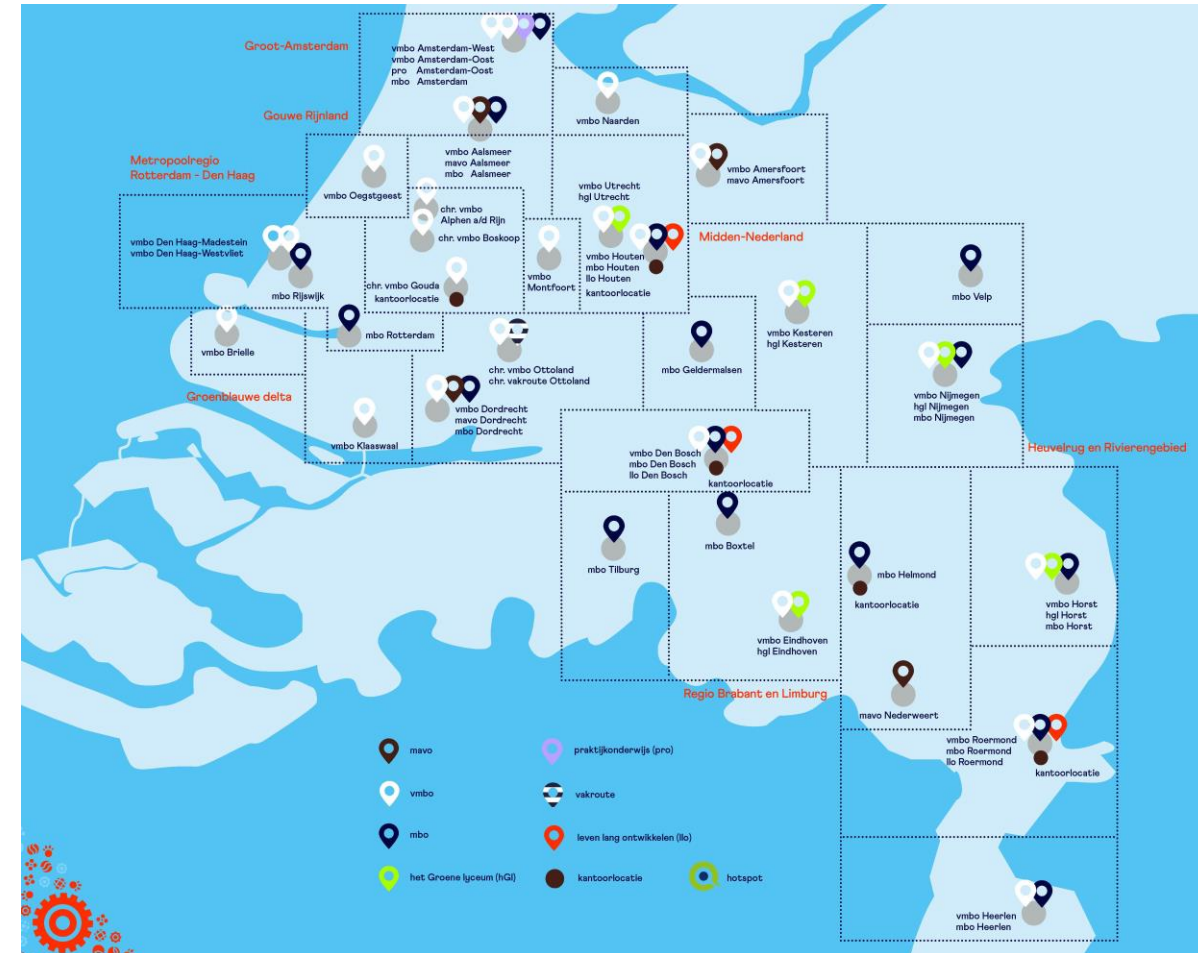 Groot-Amsterdam
vmbo Amsterdam-West
vmbo Amsterdam-Oost
pro Amsterdam-Oost
mbo Amsterdam
vmbo Naarden
Gouwe Rijnland
vmbo Aalsmeer
mavo Aalsmeer
mbo Aalsmeer
vmbo Amersfoort
mavo Amersfoort
Metropoolregio
Rotterdam - Den Haag
vmbo Oegstgeest
chr. vmbo
Alphen a/d Rijn
chr. vmbo Boskoop
vmbo Utrecht
hgl Utrecht
vmbo Den Haag-Madestein
vmbo Den Haag-Westvliet
mbo Rijswijk
chr. vmbo Gouda
kantoorlocatie
vmbo
Montfoort
vmbo Houten
mbo Houten
llo Houten
kantoorlocatie
Midden-Nederland
mbo Velp
vmbo Kesteren
hgl Kesteren
vmbo Brielle
mbo Rotterdam
chr. vmbo Ottoland
chr. vakroute Ottoland
mbo Geldermalsen
vmbo Nijmegen
hgl Nijmegen
mbo Nijmegen
Groenblauwe delta
vmbo Klaaswaal
vmbo Dordrecht
mavo Dordrecht
mbo Dordrecht
vmbo Den Bosch
mbo Den Bosch
llo Den Bosch
kantoorlocatie
Heuvelrug en Rivierengebied
mbo Tilburg
mbo Boxtel
mbo Helmond
kantoorlocatie
vmbo Horst
hgl Horst
mbo Horst
vmbo Eindhoven
hgl Eindhoven
Regio Brabant en Limburg
mavo Nederweert
vmbo Roermond
mbo Roermond
llo Roermond
kantoorlocatie
mavo
praktijkonderwijs (pro)
vmbo
vakroute
mbo
leven lang ontwikkelen (llo)
het Groene lyceum (hGl)
kantoorlocatie
hotspot
vmbo Heerlen
mbo Heerlen